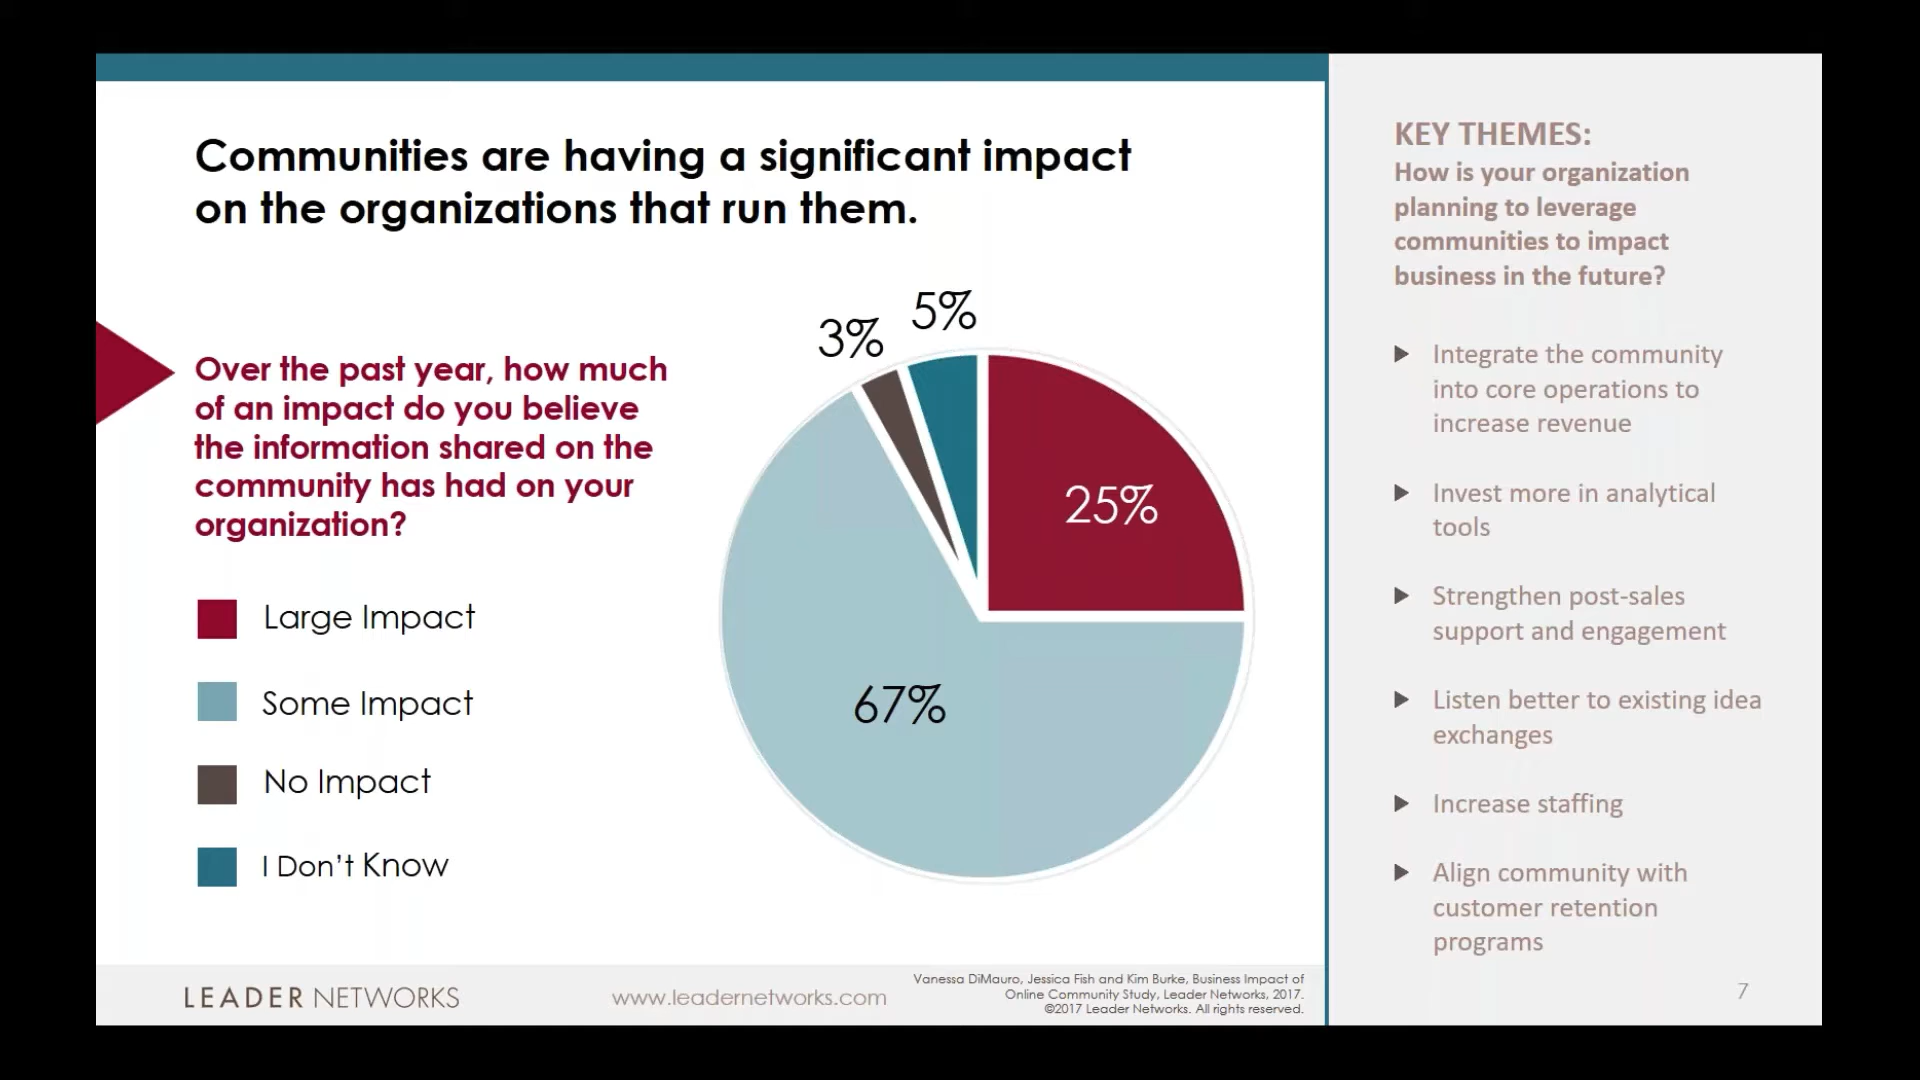 Communities are having a significant impact
on the organizations that run them.
Over the past year, how much
of an impact do you believe
the information shared on the
community has had on your
organization?
Large Impact
Some Impact
No Impact
I Don't Know
3%
5%
25%
67%
LEADER NETWORKS
www.leadernetworks.com
Vanessa DiMauro, Jessica Fish and Kim Burke, Business Impact of
Online Community Study, Leader Networks, 2017.
©2017 Leader Networks. All rights reserved.
KEY THEMES:
How is your organization
planning to leverage
communities to impact
business in the future?
Integrate the community
into core operations to
increase revenue
Invest more in analytical
tools
Strengthen post-sales
support and engagement
Listen better to existing idea
exchanges
Increase staffing
Align community with
customer retention
programs
7